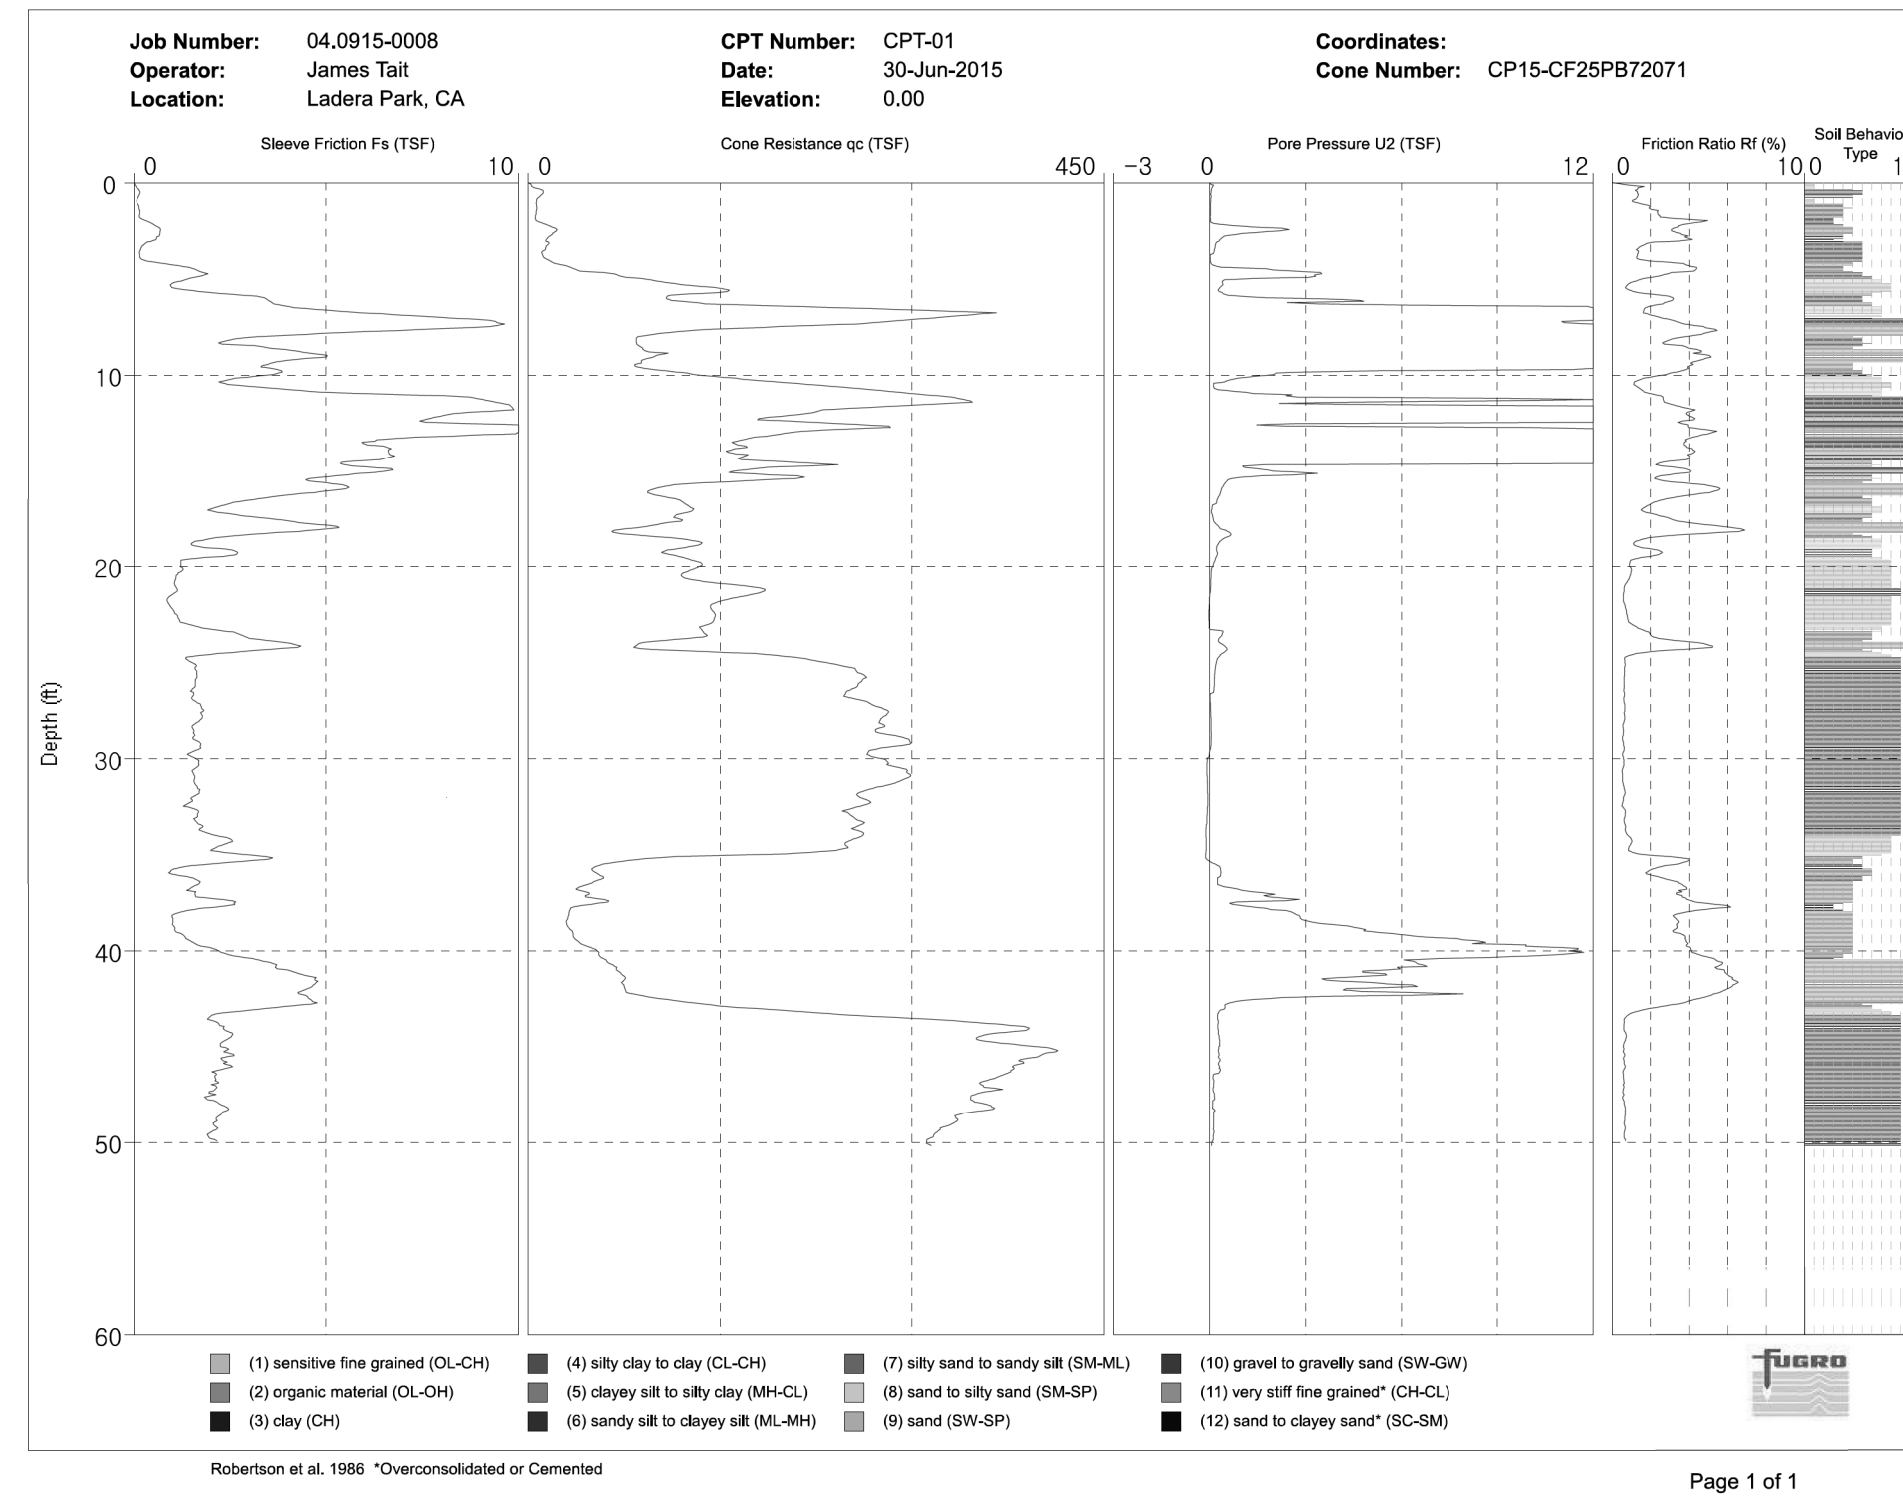 Job Number: 04.0915-0008 CPT Number: CPT-01 Coordinates:
Operator: James Tait Date: 30-Jun-2015 Cone Number: CP15-CF25PB72071
Location: Ladera Park, CA Elevation: 0.00
Sleeve Friction Fs (TSF) Cone Resistance qc (TSF) Pore Pressure U2 (TSF) Friction Ratio Rf (%) Soil Behavio
Type
0 10 0 450 −3 0 12 0 10 0 1
0
10
20
30
40
50
60
Depth (ft)
(1) sensitive fine grained (OL-CH) (4) silty clay to clay (CL-CH) (7) silty sand to sandy silt (SM-ML) (10) gravel to gravelly sand (SW-GW)
(2) organic material (OL-OH) (5) clayey silt to silty clay (MH-CL) (8) sand to silty sand (SM-SP) (11) very stiff fine grained* (CH-CL)
(3) clay (CH) (6) sandy silt to clayey silt (ML-MH) (9) sand (SW-SP) (12) sand to clayey sand* (SC-SM)
FUGRO
Robertson et al. 1986 *Overconsolidated or Cemented
Page 1 of 1